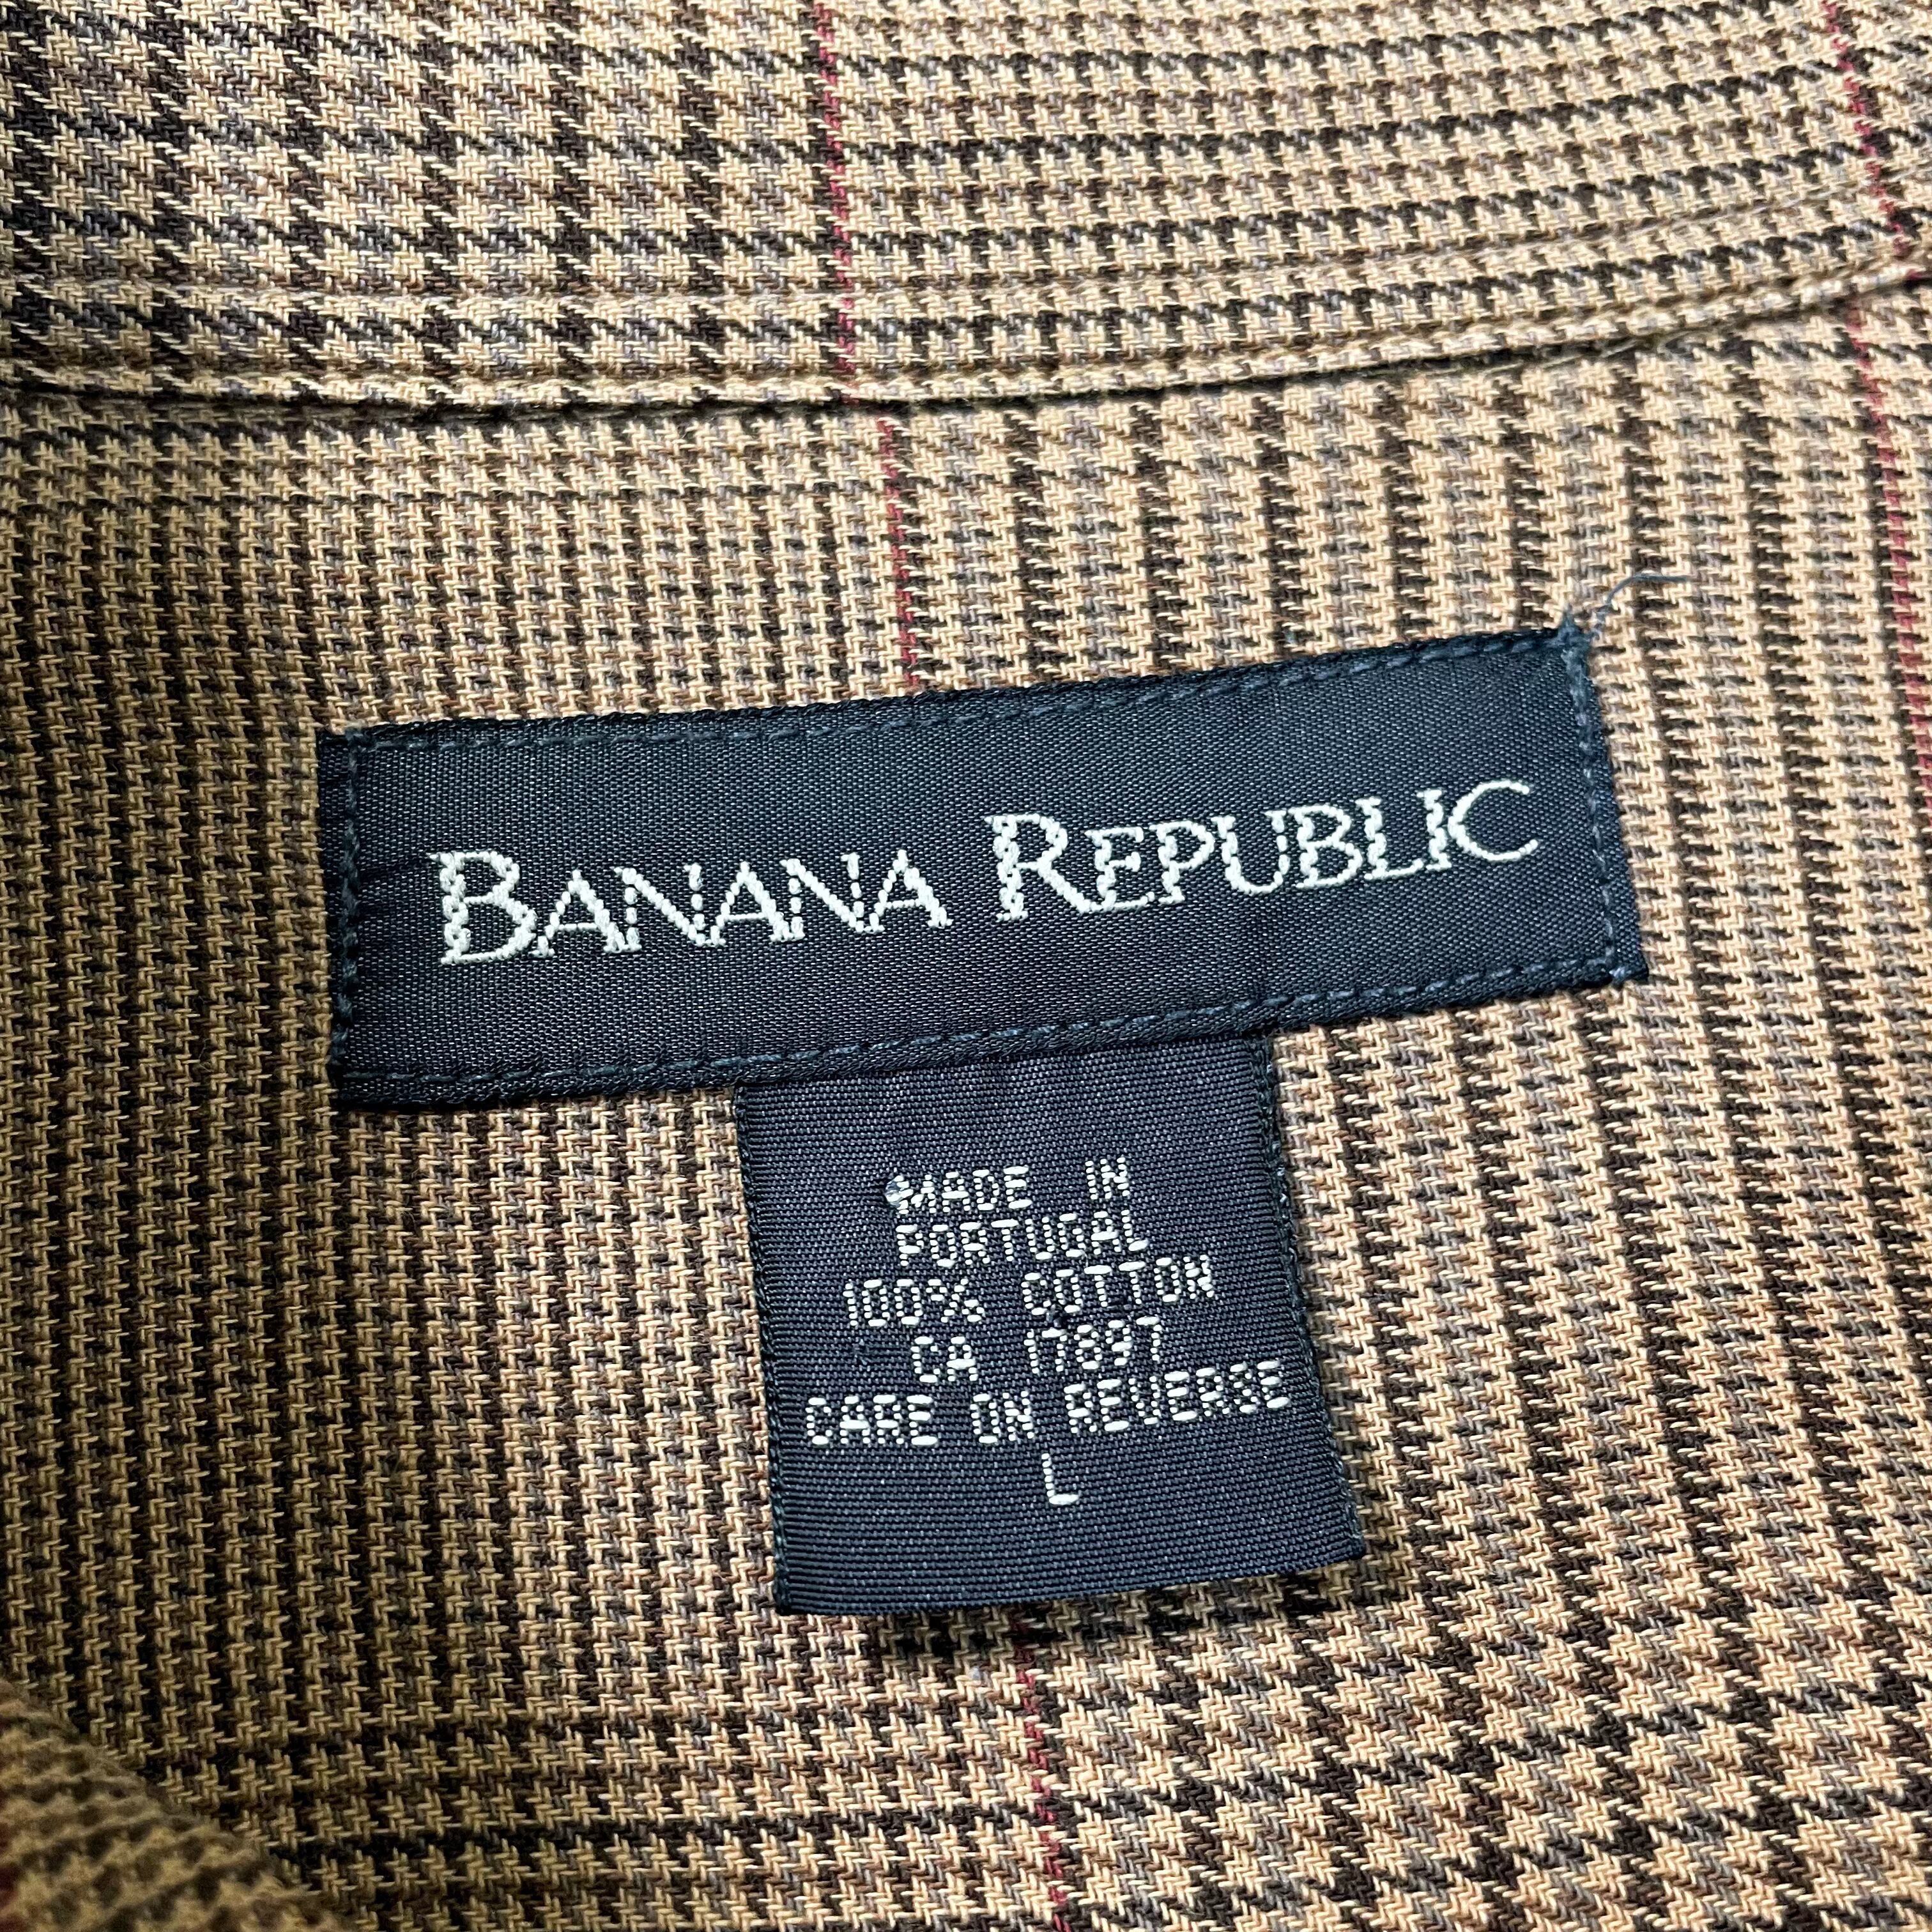 BANANA REPUBLIC
MADE IN
PORTUGAL
100% COTTON
CA 17897
CARE ON REVERSE
L